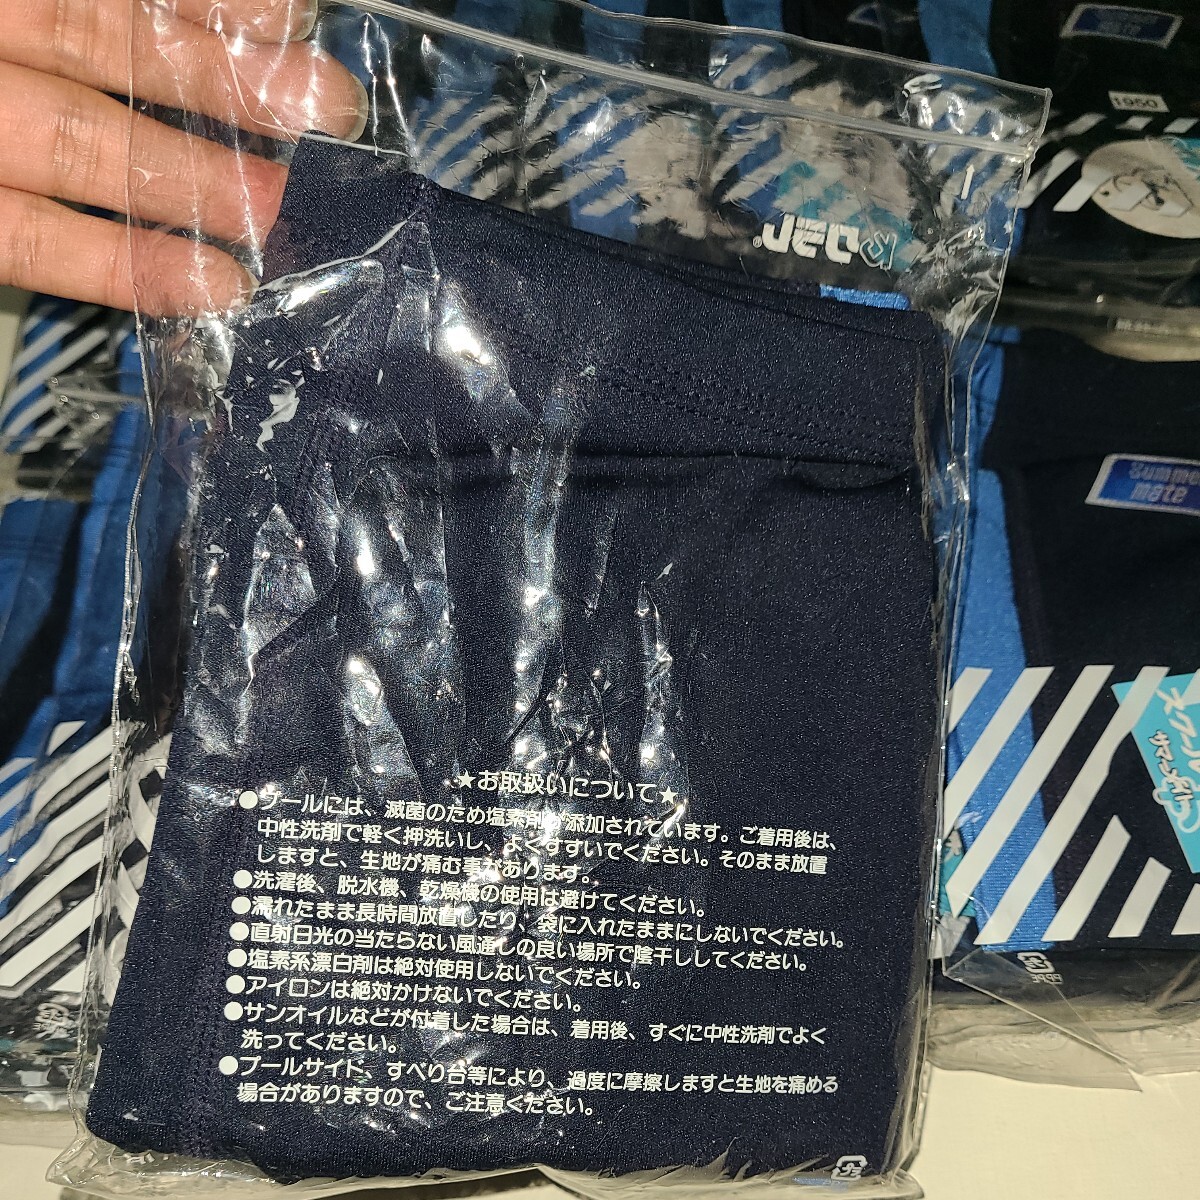 Summer
mate
1950
Summer
mate
★お取扱いについて★
●プールには、滅菌のため塩素剤が添加されています。ご着用後は、
中性洗剤で軽く押洗いし、よくすすいでください。そのまま放置
しますと、生地が痛む事があります。
●洗濯後、脱水機、乾燥機の使用は避けてください。
●濡れたまま長時間放置したり、袋に入れたままにしないでください。
●直射日光の当たらない風通しの良い場所で陰干ししてください。
●塩素系漂白剤は絶対使用しないでください。
●アイロンは絶対かけないでください。
●サンオイルなどが付着した場合は、着用後、すぐに中性洗剤でよく
洗ってください。
●プールサイド、すべり台等により、過度に摩擦しますと生地を痛める
場合がありますので、ご注意ください。
プラ